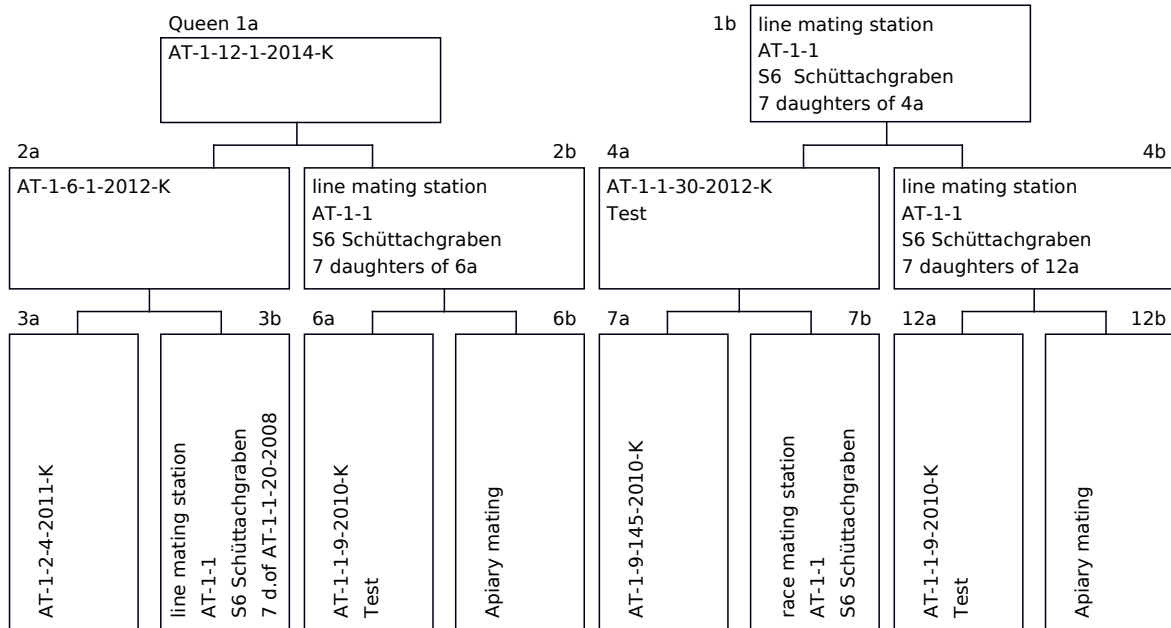 Queen 1a
AT-1-12-1-2014-K
1b
line mating station
AT-1-1
S6  Schüttachgraben
7 daughters of 4a
2a
AT-1-6-1-2012-K
2b
line mating station
AT-1-1
S6 Schüttachgraben
7 daughters of 6a
4a
AT-1-1-30-2012-K
Test
4b
line mating station
AT-1-1
S6 Schüttachgraben
7 daughters of 12a
3a
AT-1-2-4-2011-K
3b
line mating station
AT-1-1
S6 Schüttachgraben
7 d.of AT-1-1-20-2008
6a
AT-1-1-9-2010-K
Test
6b
Apiary mating
7a
AT-1-9-145-2010-K
7b
race mating station
AT-1-1
S6 Schüttachgraben
12a
AT-1-1-9-2010-K
Test
12b
Apiary mating